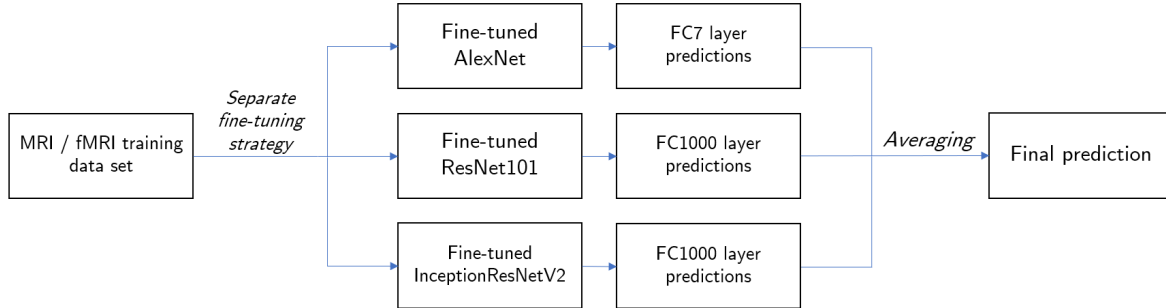 MRI / fMRI training
data set
Separate
fine-tuning
strategy
Fine-tuned
AlexNet
FC7 layer
predictions
Fine-tuned
ResNet101
FC1000 layer
predictions
Fine-tuned
InceptionResNetV2
FC1000 layer
predictions
Averaging
Final prediction